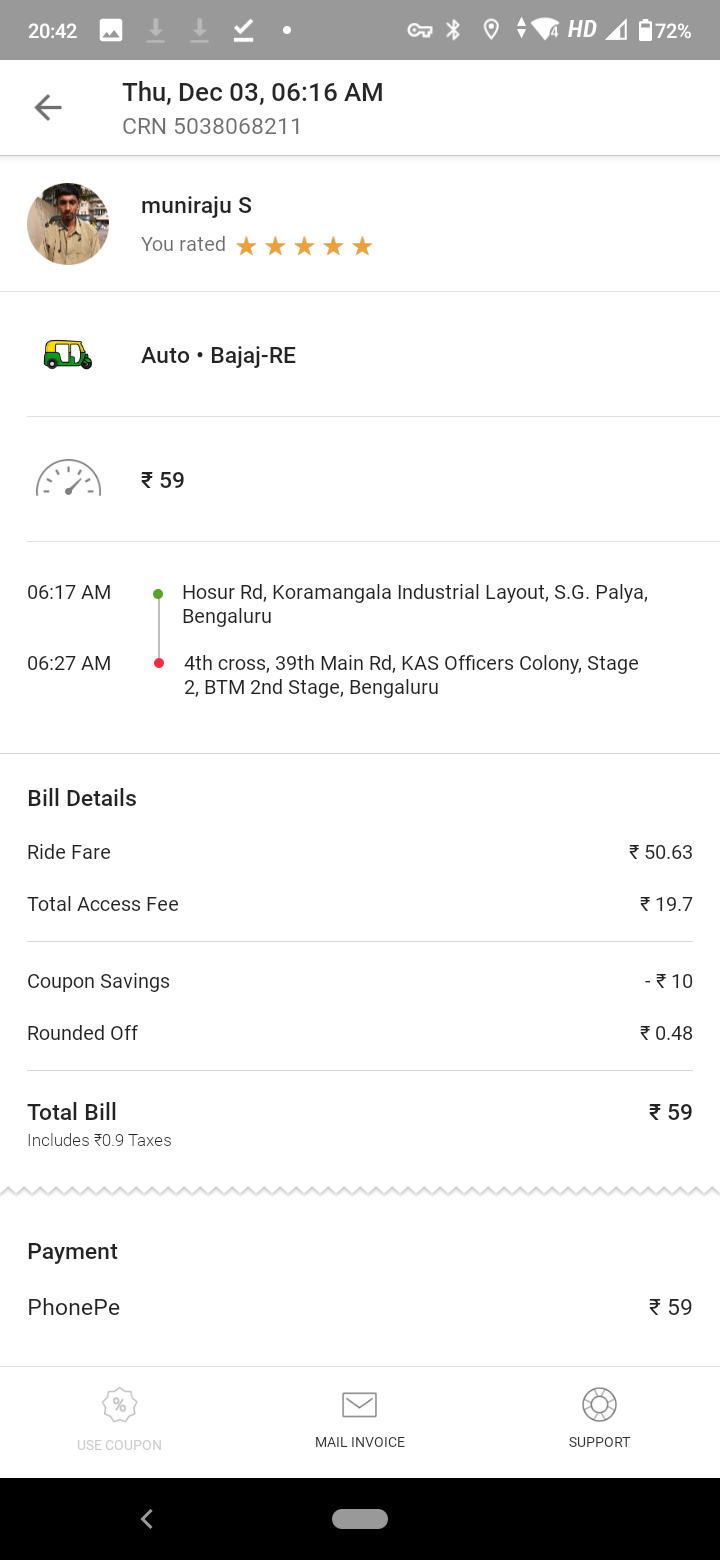 20:42
4
HD
72%
Thu, Dec 03, 06:16 AM
CRN 5038068211
muniraju S
You rated
Auto • Bajaj-RE
₹ 59
06:17 AM
Hosur Rd, Koramangala Industrial Layout, S.G. Palya,
Bengaluru
06:27 AM
4th cross, 39th Main Rd, KAS Officers Colony, Stage
2, BTM 2nd Stage, Bengaluru
Bill Details
Ride Fare ₹ 50.63
Total Access Fee ₹ 19.7
Coupon Savings - ₹ 10
Rounded Off ₹ 0.48
Total Bill ₹ 59
Includes ₹0.9 Taxes
Payment
PhonePe ₹ 59
%
USE COUPON
MAIL INVOICE
SUPPORT